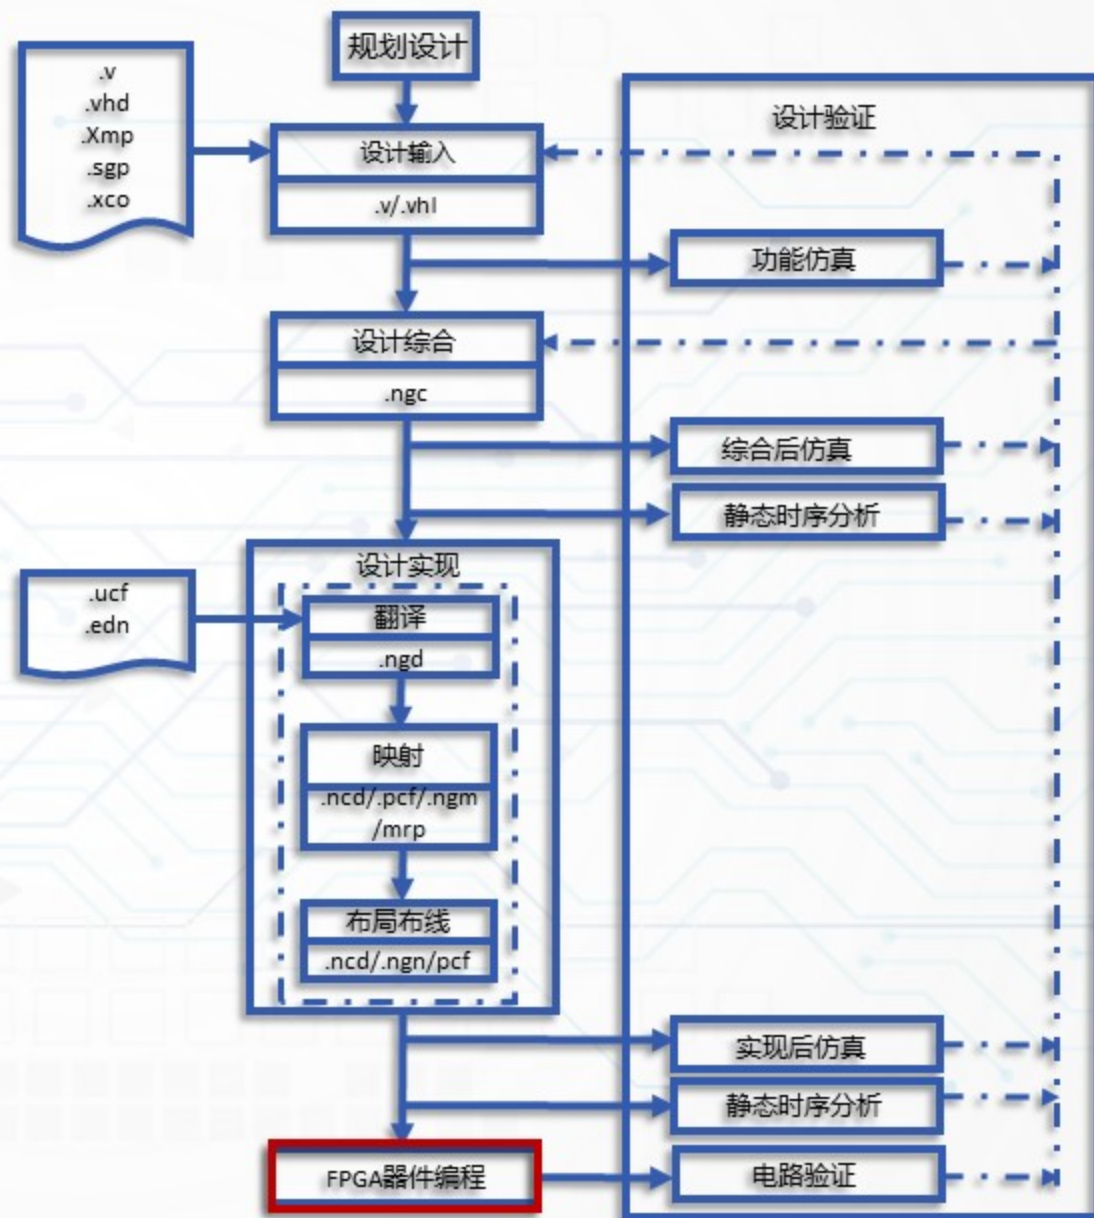 规划设计
.v
.vhd
.Xmp
.sgp
.xco
设计输入
.v/.vhl
设计验证
功能仿真
设计综合
.ngc
综合后仿真
静态时序分析
设计实现
.ucf
.edn
翻译
.ngd
映射
.ncd/.pcf/.ngm
/mrp
布局布线
.ncd/.ngn/pcf
实现后仿真
静态时序分析
FPGA器件编程
电路验证